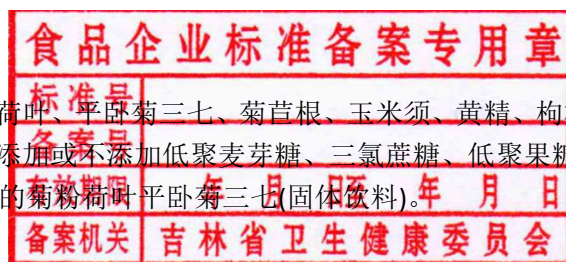 食品企业标准备案专用章
标准号
荷叶、平卧菊三七、菊苣根、玉米须、黄精、枸
备案号
添加或不添加低聚麦芽糖、三氯蔗糖、低聚果糖
有效期限 年 月 日至 年 月 日
的菊粉荷叶平卧菊三七(固体饮料)。
备案机关 吉林省卫生健康委员会